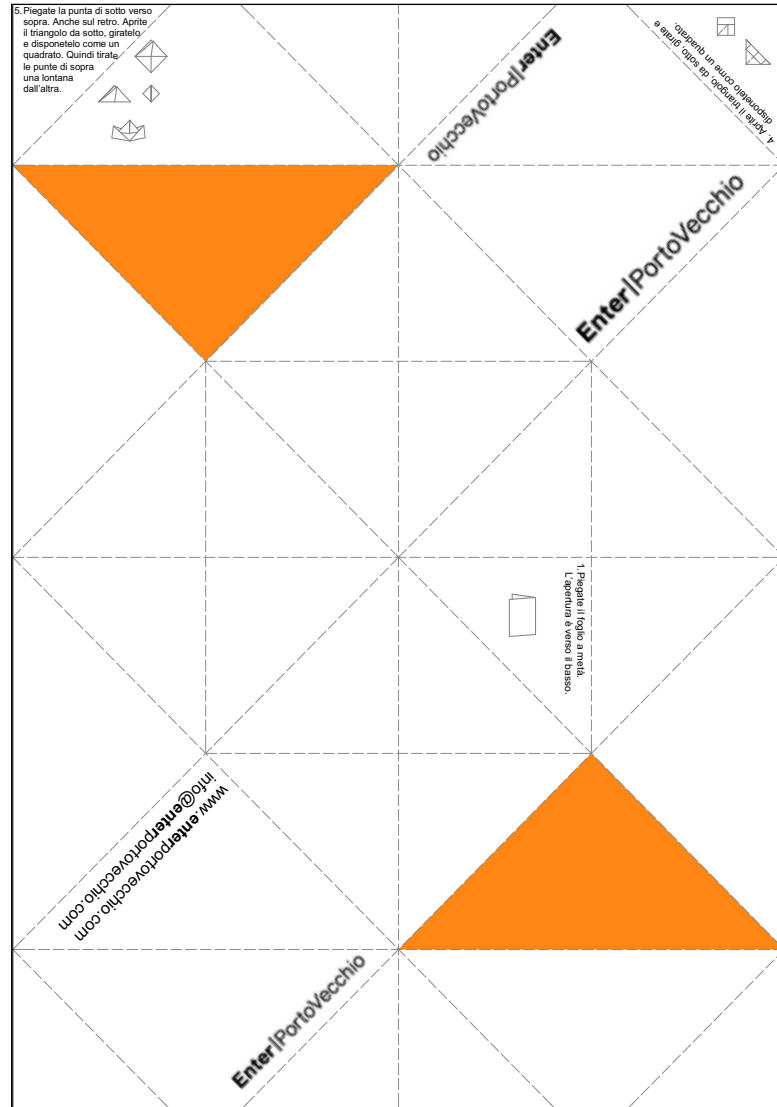 5. Piegate la punta di sotto verso
sopra. Anche sul retro. Aprite
il triangolo da sotto, giratelo
e disponetelo come un
quadrato. Quindi tirate
le punte di sopra
una lontana
dall'altra.
Enter|PortoVecchio
4. Aprite il triangolo, da sotto, girate e
disponetelo come un quadrato.
Enter|PortoVecchio
1. Piegate il foglio a metà.
L'apertura è verso il basso.
www.enterportovecchio.com
info@enterportovecchio.com
Enter|PortoVecchio